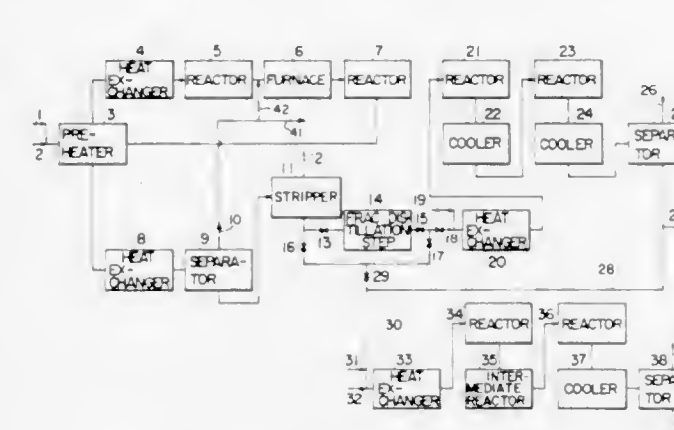 4 5 6 7 21 23
HEAT
EX-
CHANGER
REACTOR
FURNACE
REACTOR
REACTOR
REACTOR
26
1 3 42 22 24
41
PRE-
HEATER
COOLER
COOLER
SEPAR
TOR
2
11 12
STRIPPER
14 19
8 9 10
FRAC DIS
TILLATION
STEP
15
HEAT
EX-
CHANGER
HEAT
EX-
CHANGER
SEPARA-
TOR
16 13 17 18 20
29 28
30 34 36
REACTOR
REACTOR
31 33 35 37 38
HEAT
EX-
CHANGER
INTER-
MEDIATE
REACTOR
COOLER
SEPA
TOR
32